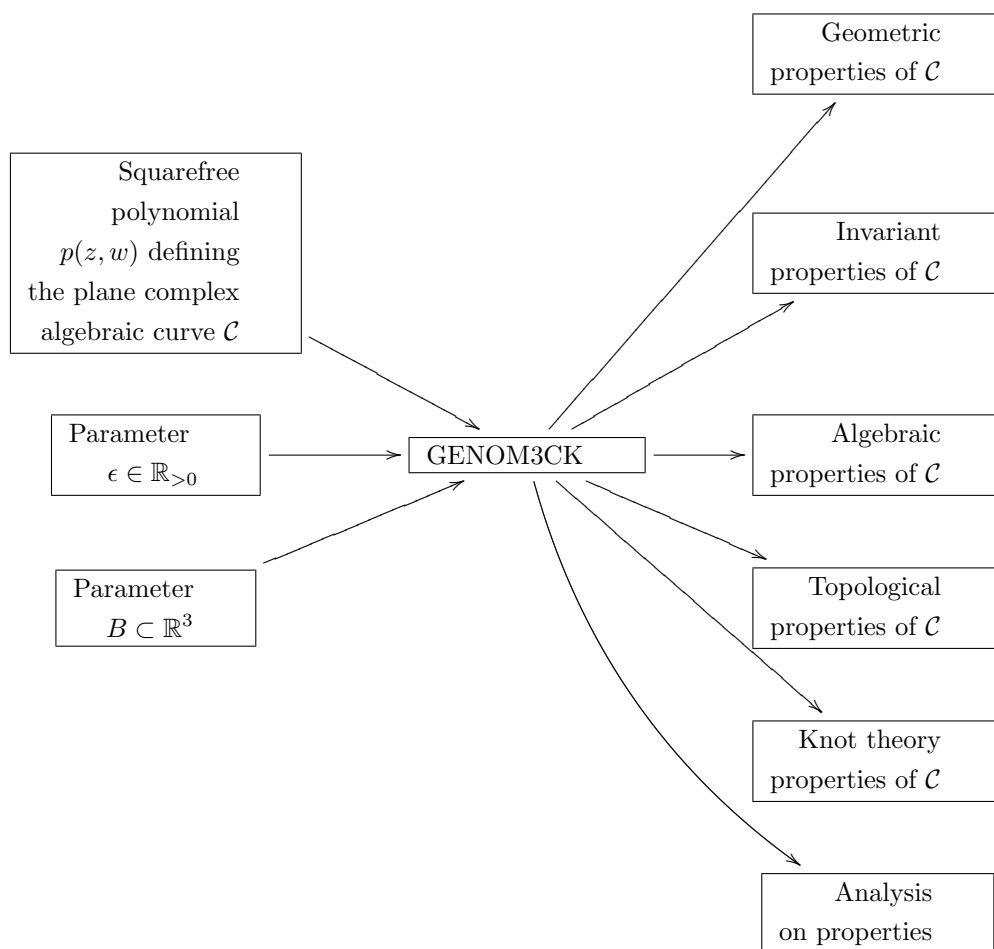 Squarefree
polynomial
p(z, w) defining
the plane complex
algebraic curve 𝒞
Parameter
ϵ ∈ ℝ>0
Parameter
B ⊂ ℝ³
GENOM3CK
Geometric
properties of 𝒞
Invariant
properties of 𝒞
Algebraic
properties of 𝒞
Topological
properties of 𝒞
Knot theory
properties of 𝒞
Analysis
on properties